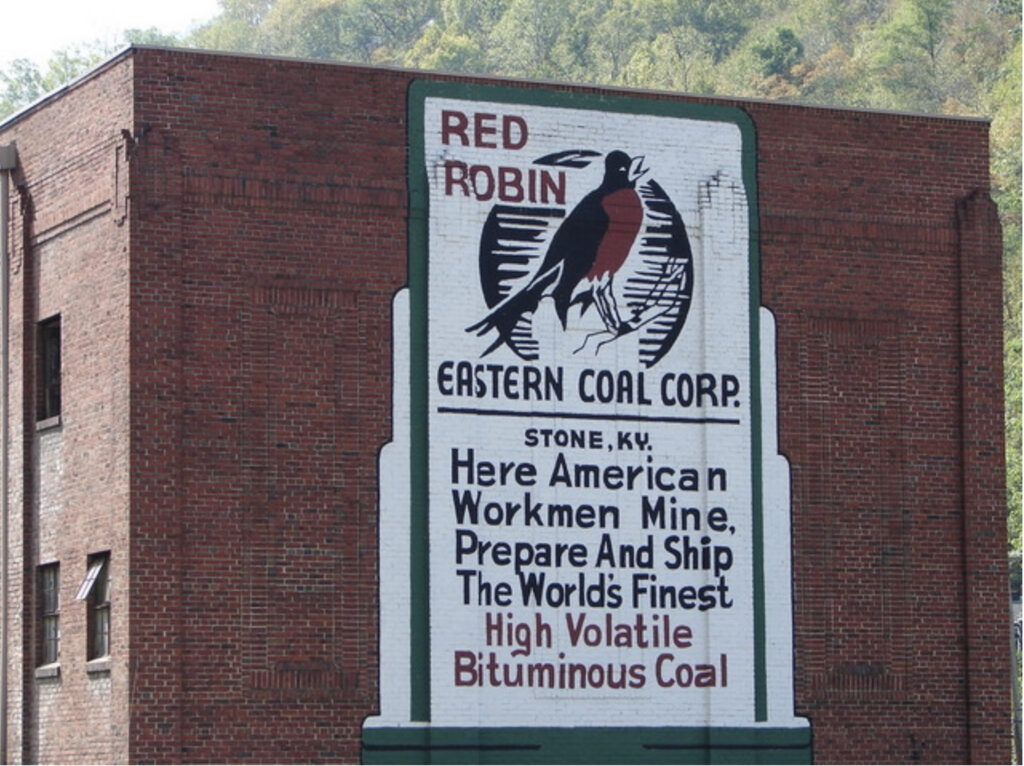 RED
ROBIN
EASTERN COAL CORP.
STONE, KY.
Here American
Workmen Mine,
Prepare And Ship
The World's Finest
High Volatile
Bituminous Coal